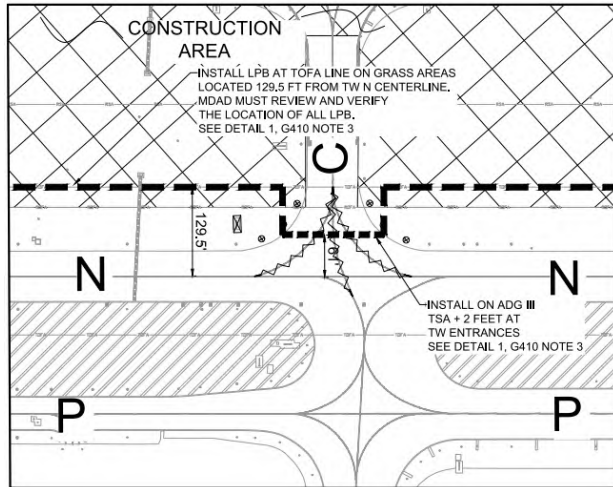 CONSTRUCTION
AREA
INSTALL LPB AT TOFA LINE ON GRASS AREAS
LOCATED 129.5 FT FROM TW N CENTERLINE.
MDAD MUST REVIEW AND VERIFY
THE LOCATION OF ALL LPB.
SEE DETAIL 1, G410 NOTE 3
C
129.5'
61'
N
N
INSTALL ON ADG III
TSA + 2 FEET AT
TW ENTRANCES
SEE DETAIL 1, G410 NOTE 3
P
P